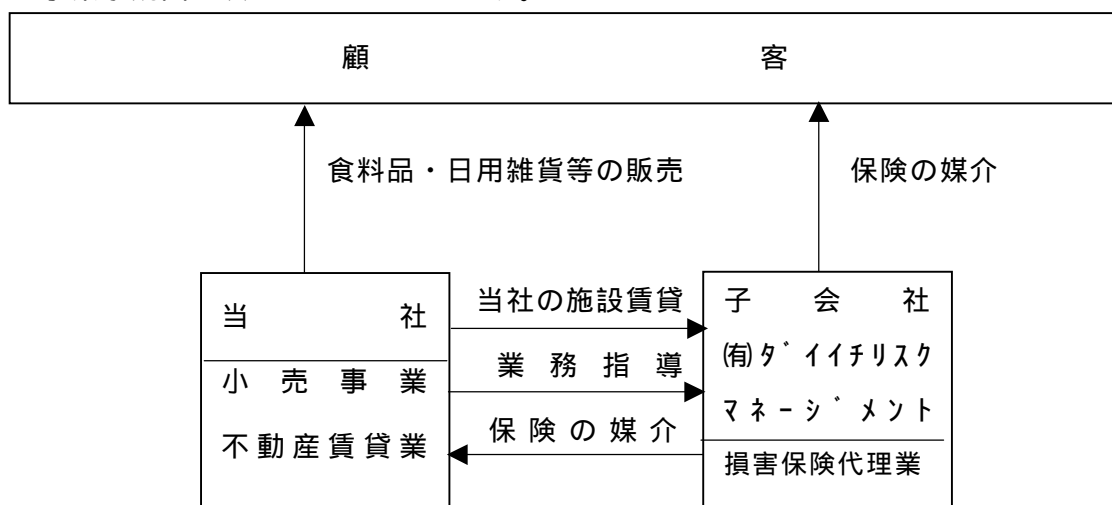 顧客
食料品・日用雑貨等の販売
保険の媒介
当社
小売事業
不動産賃貸業
当社の施設賃貸
業務指導
保険の媒介
子会社
㈲ダイイチリスク
マネージメント
損害保険代理業